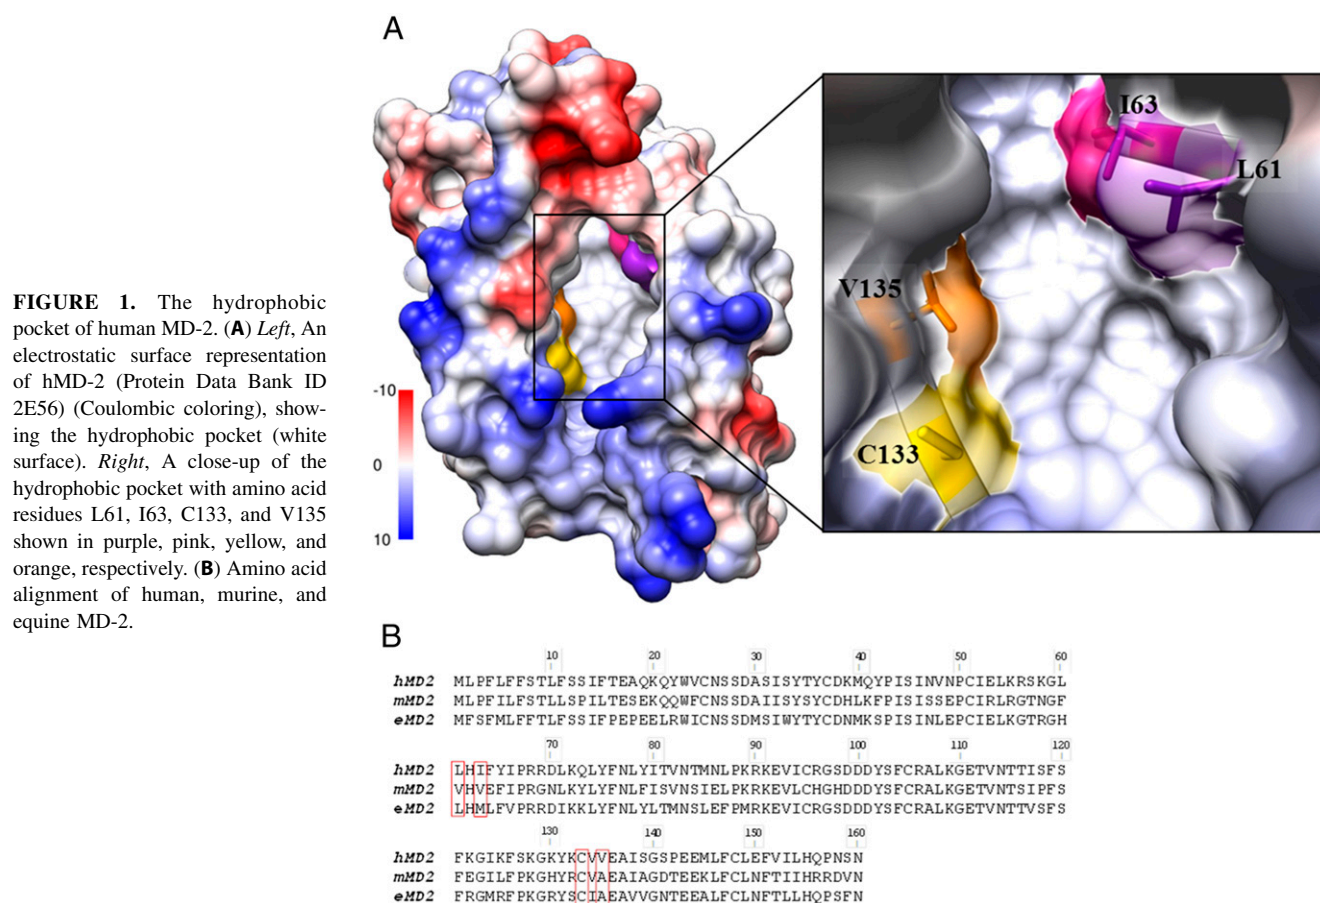 FIGURE 1. The hydrophobic
pocket of human MD-2. (A) Left, An
electrostatic surface representation
of hMD-2 (Protein Data Bank ID
2E56) (Coulombic coloring), show-
ing the hydrophobic pocket (white
surface). Right, A close-up of the
hydrophobic pocket with amino acid
residues L61, I63, C133, and V135
shown in purple, pink, yellow, and
orange, respectively. (B) Amino acid
alignment of human, murine, and
equine MD-2.
A
-10
0
10
I63
L61
V135
C133
B
10 20 30 40 50 60
hMD2 MLPFLFFSTLFSSIFTEAQKQYWVCNSSDASISYTYCDKMQYPISINVNPCIELKRSKGL
mMD2 MLPFILFSTLLSPILTESEKQQWFCNSSDAIISYSYCDHLKFPISISSEPCIRLRGTNGF
eMD2 MFSFMLFFTLFSSIFPEPEELRWICNSSDMSIWYTYCDNMKSPISINLEPCIELKGTRGH
70 80 90 100 110 120
hMD2 LHIFYIPRRDLKQLYFNLYITVNTMNLPKRKEVICRGSDDDYSFCRALKGETVNTTISFS
mMD2 VHVEFIPRGNLKYLYFNLFISVNSIELPKRKEVLCHGHDDDYSFCRALKGETVNTSIPFS
eMD2 LHMLFVPRRDIKKLYFNLYLTMNSLEFPMRKEVICRGSDDDYSFCRALKGETVNTTVSFS
130 140 150 160
hMD2 FKGIKFSKGKYKCVVEAISGSPEEMLFCLEFVILHQPNSN
mMD2 FEGILFPKGHYRCVAEAIAGDTEEKLFCLNFTIIHRRDVN
eMD2 FRGMRFPKGRYSCIAEAVVGNTEEALFCLNFTLLHQPSFN